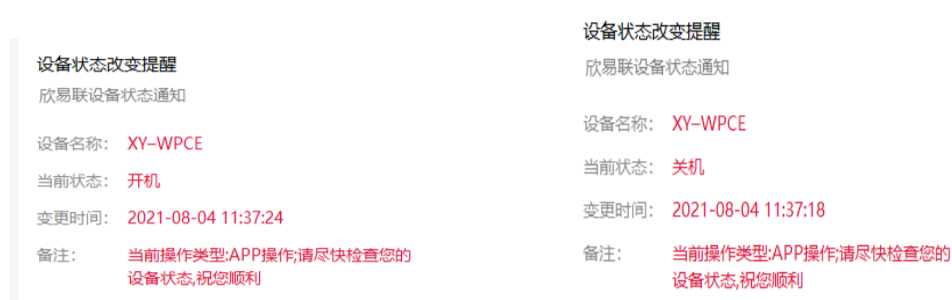 设备状态改变提醒
欣易联设备状态通知
设备名称： XY-WPCE
当前状态： 开机
变更时间： 2021-08-04 11:37:24
备注： 当前操作类型:APP操作;请尽快检查您的
设备状态,祝您顺利
设备状态改变提醒
欣易联设备状态通知
设备名称： XY-WPCE
当前状态： 关机
变更时间： 2021-08-04 11:37:18
备注： 当前操作类型:APP操作;请尽快检查您的
设备状态,祝您顺利